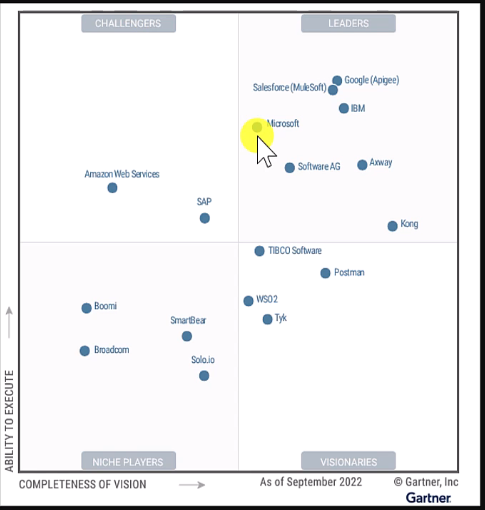 CHALLENGERS
LEADERS
Google (Apigee)
Salesforce (MuleSoft)
IBM
Microsoft
Software AG
Axway
Amazon Web Services
SAP
Kong
TIBCO Software
Postman
WSO2
Boomi
Tyk
SmartBear
Broadcom
Solo.io
ABILITY TO EXECUTE
NICHE PLAYERS
VISIONARIES
COMPLETENESS OF VISION
As of September 2022
© Gartner, Inc
Gartner